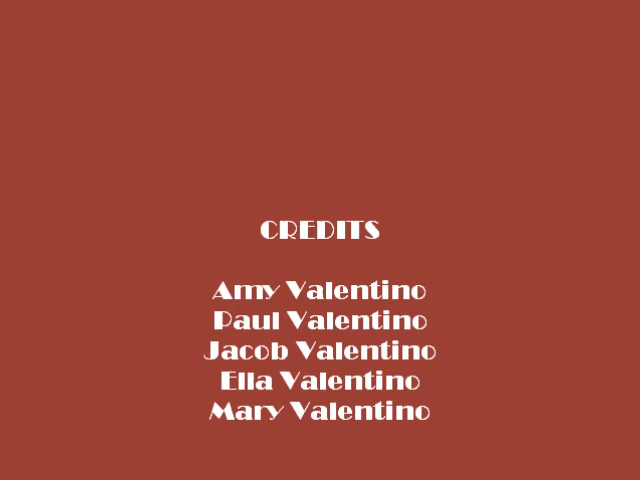 CREDITS
Amy Valentino
Paul Valentino
Jacob Valentino
Ella Valentino
Mary Valentino